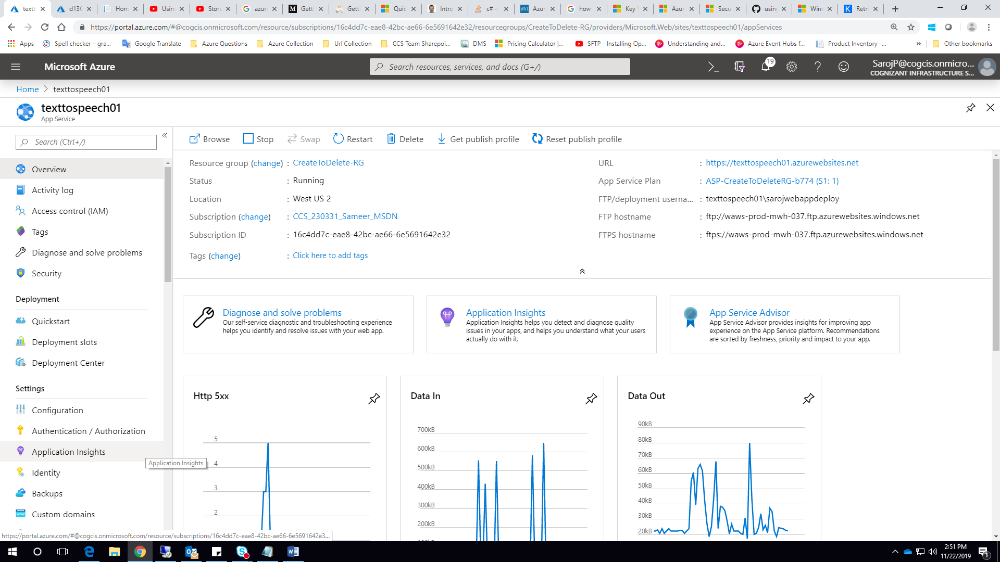 textt
d136
Hom
Usin
Store
azure
Getti
Getti
Quic
Intro
c# -
Azur
how
Key
Azur
Secu
usin
Win
Retri
https://portal.azure.com/#@cogcis.onmicrosoft.com/resource/subscriptions/16c4dd7c-eae8-42bc-ae66-6e5691642e32/resourcegroups/CreateToDelete-RG/providers/Microsoft.Web/sites/texttospeech01/appServices
Apps
Spell checker – gra...
Google Translate
Azure Questions
Azure Collection
Url Collection
CCS Team Sharepoi...
DMS
Pricing Calculator |...
SFTP - Installing Op...
Understanding and...
Azure Event Hubs f...
Product Inventory -...
Other bookmarks
Microsoft Azure
Search resources, services, and docs (G+/)
19
SarojP@cogcis.onmicro...
COGNIZANT INFRASTRUCTURE S...
Home > texttospeech01
texttospeech01
App Service
Search (Ctrl+/)
Browse
Stop
Swap
Restart
Delete
Get publish profile
Reset publish profile
Overview
Activity log
Access control (IAM)
Tags
Diagnose and solve problems
Security
Deployment
Quickstart
Deployment slots
Deployment Center
Settings
Configuration
Authentication / Authorization
Application Insights
Application Insights
Identity
Backups
Custom domains
Resource group (change) : CreateToDelete-RG
Status : Running
Location : West US 2
Subscription (change) : CCS_230331_Sameer_MSDN
Subscription ID : 16c4dd7c-eae8-42bc-ae66-6e5691642e32
Tags (change) : Click here to add tags
URL : https://texttospeech01.azurewebsites.net
App Service Plan : ASP-CreateToDeleteRG-b774 (S1: 1)
FTP/deployment userna... : texttospeech01\sarojwebappdeploy
FTP hostname : ftp://waws-prod-mwh-037.ftp.azurewebsites.windows.net
FTPS hostname : ftps://waws-prod-mwh-037.ftp.azurewebsites.windows.net
Diagnose and solve problems
Our self-service diagnostic and troubleshooting experience
helps you identify and resolve issues with your web app.
Application Insights
Application Insights helps you detect and diagnose quality
issues in your apps, and helps you understand what your users
actually do with it.
App Service Advisor
App Service Advisor provides insights for improving app
experience on the App Service platform. Recommendations
are sorted by freshness, priority and impact to your app.
Http 5xx
5
4
3
2
Data In
700kB
600kB
500kB
400kB
300kB
200kB
100kB
Data Out
90kB
80kB
70kB
60kB
50kB
40kB
30kB
20kB
https://portal.azure.com/#@cogcis.onmicrosoft.com/resource/subscriptions/16c4dd7c-eae8-42bc-ae66-6e5691642e3...
2:51 PM
11/22/2019
1